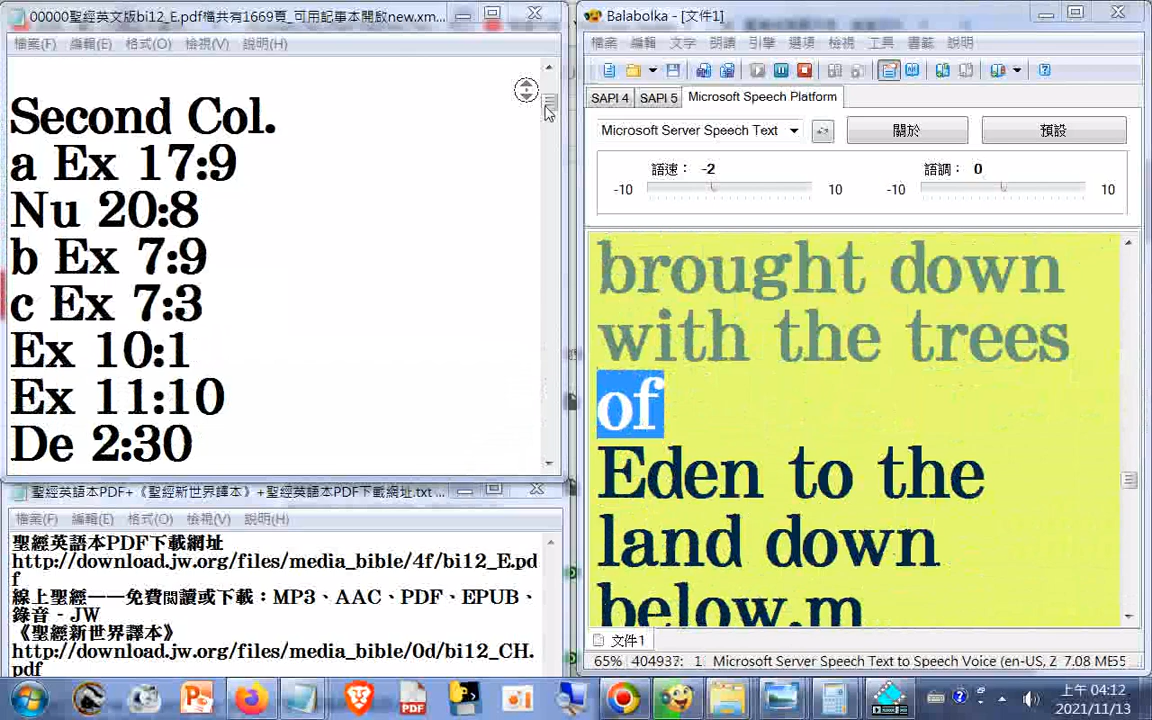 00000聖經英文版bi12_E.pdf檔共有1669頁_可用記事本開啟new.xm...
檔案(F) 編輯(E) 格式(O) 檢視(V) 說明(H)
Second Col.
a Ex 17:9
Nu 20:8
b Ex 7:9
c Ex 7:3
Ex 10:1
Ex 11:10
De 2:30
聖經英語本PDF+《聖經新世界譯本》+聖經英語本PDF下載網址.txt ...
檔案(F) 編輯(E) 格式(O) 檢視(V) 說明(H)
聖經英語本PDF下載網址
http://download.jw.org/files/media_bible/4f/bi12_E.pd
f
線上聖經——免費閱讀或下載：MP3、AAC、PDF、EPUB、
錄音 - JW
《聖經新世界譯本》
http://download.jw.org/files/media_bible/0d/bi12_CH.
pdf
Balabolka - [文件1]
檔案 編輯 文字 朗讀 引擎 選項 檢視 工具 書籤 說明
SAPI 4 SAPI 5 Microsoft Speech Platform
Microsoft Server Speech Text 關於 預設
語速： -2 語調： 0
-10 10 -10 10
brought down
with the trees
of
Eden to the
land down
below.m
文件1
65% 404937: 1 Microsoft Server Speech Text to Speech Voice (en-US, Z 7.08 ME55
上午 04:12
2021/11/13